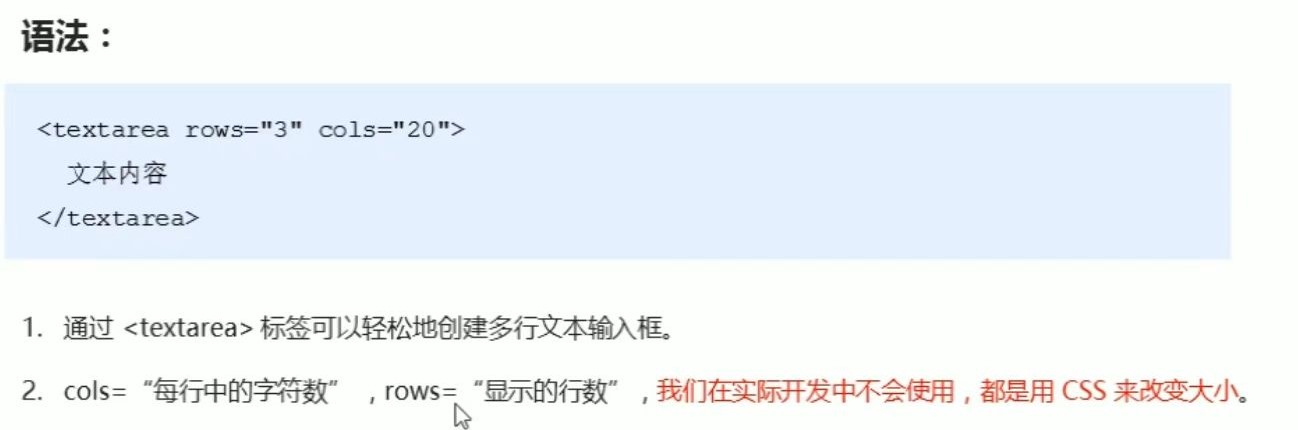 语法：
<textarea rows="3" cols="20">
文本内容
</textarea>
1. 通过 <textarea> 标签可以轻松地创建多行文本输入框。
2. cols=“每行中的字符数” , rows=“显示的行数” , 我们在实际开发中不会使用，都是用 CSS 来改变大小。